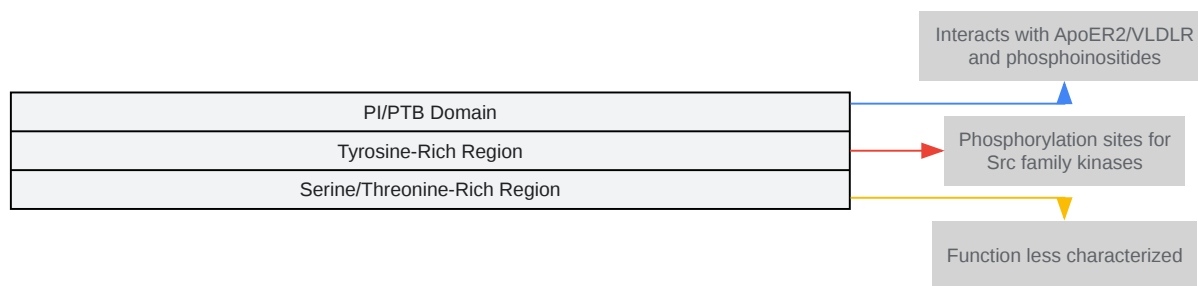 Interacts with ApoER2/VLDLR
and phosphoinositides
PI/PTB Domain
Tyrosine-Rich Region
Serine/Threonine-Rich Region
Phosphorylation sites for
Src family kinases
Function less characterized